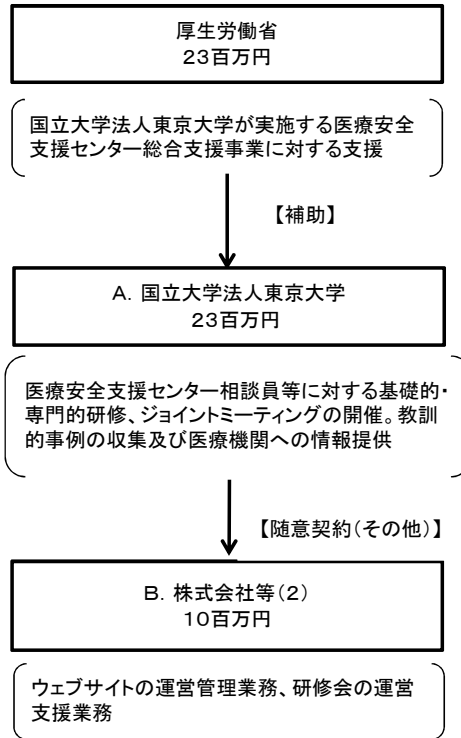 厚生労働省
２３百万円
国立大学法人東京大学が実施する医療安全
支援センター総合支援事業に対する支援
【補助】
Ａ．国立大学法人東京大学
２３百万円
医療安全支援センター相談員等に対する基礎的・
専門的研修、ジョイントミーティングの開催。教訓
的事例の収集及び医療機関への情報提供
【随意契約（その他）】
Ｂ．株式会社等（２）
１０百万円
ウェブサイトの運営管理業務、研修会の運営
支援業務